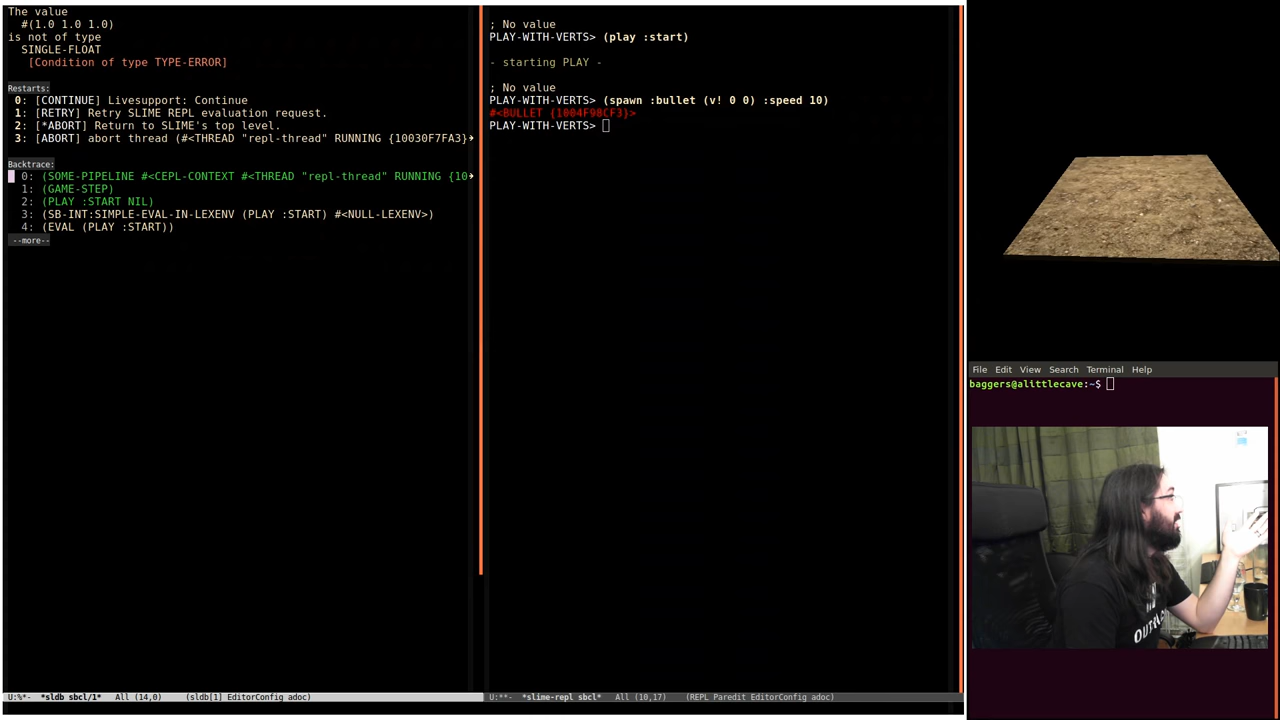 The value
#(1.0 1.0 1.0)
is not of type
SINGLE-FLOAT
[Condition of type TYPE-ERROR]
Restarts:
0: [CONTINUE] Livesupport: Continue
1: [RETRY] Retry SLIME REPL evaluation request.
2: [*ABORT] Return to SLIME's top level.
3: [ABORT] abort thread (#<THREAD "repl-thread" RUNNING {10030F7FA3}
Backtrace:
0: (SOME-PIPELINE #<CEPL-CONTEXT #<THREAD "repl-thread" RUNNING {10
1: (GAME-STEP)
2: (PLAY :START NIL)
3: (SB-INT:SIMPLE-EVAL-IN-LEXENV (PLAY :START) #<NULL-LEXENV>)
4: (EVAL (PLAY :START))
--more--
U:%*- *sldb sbcl/1* All (14,0) (sldb[1] EditorConfig adoc)
; No value
PLAY-WITH-VERTS> (play :start)
- starting PLAY -
; No value
PLAY-WITH-VERTS> (spawn :bullet (v! 0 0) :speed 10)
#<BULLET {1004F98CF3}>
PLAY-WITH-VERTS>
U:**- *slime-repl sbcl* All (10,17) (REPL Paredit EditorConfig adoc)
File Edit View Search Terminal Help
baggers@alittlecave:~$